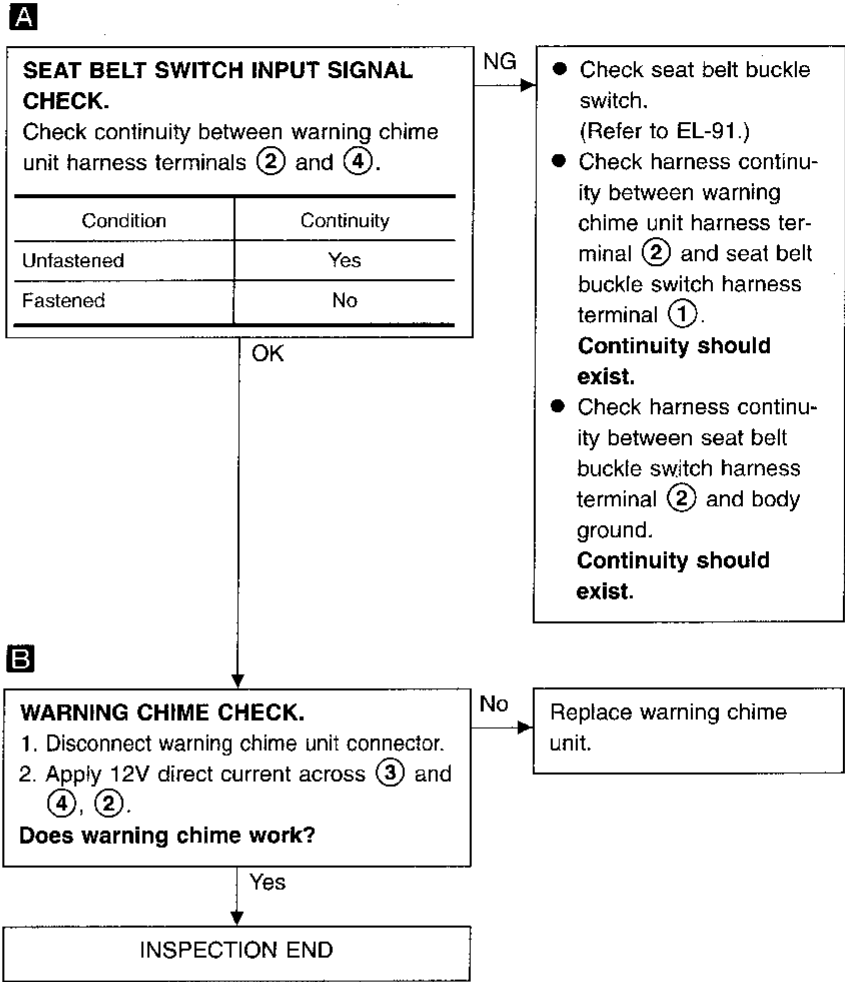 A
SEAT BELT SWITCH INPUT SIGNAL
CHECK.
Check continuity between warning chime
unit harness terminals ② and ④.
Condition Continuity
Unfastened Yes
Fastened No
NG
● Check seat belt buckle
switch.
(Refer to EL-91.)
● Check harness continu-
ity between warning
chime unit harness ter-
minal ② and seat belt
buckle switch harness
terminal ①.
Continuity should
exist.
● Check harness continu-
ity between seat belt
buckle switch harness
terminal ② and body
ground.
Continuity should
exist.
OK
B
WARNING CHIME CHECK.
1. Disconnect warning chime unit connector.
2. Apply 12V direct current across ③ and
④, ②.
Does warning chime work?
No
Replace warning chime
unit.
Yes
INSPECTION END